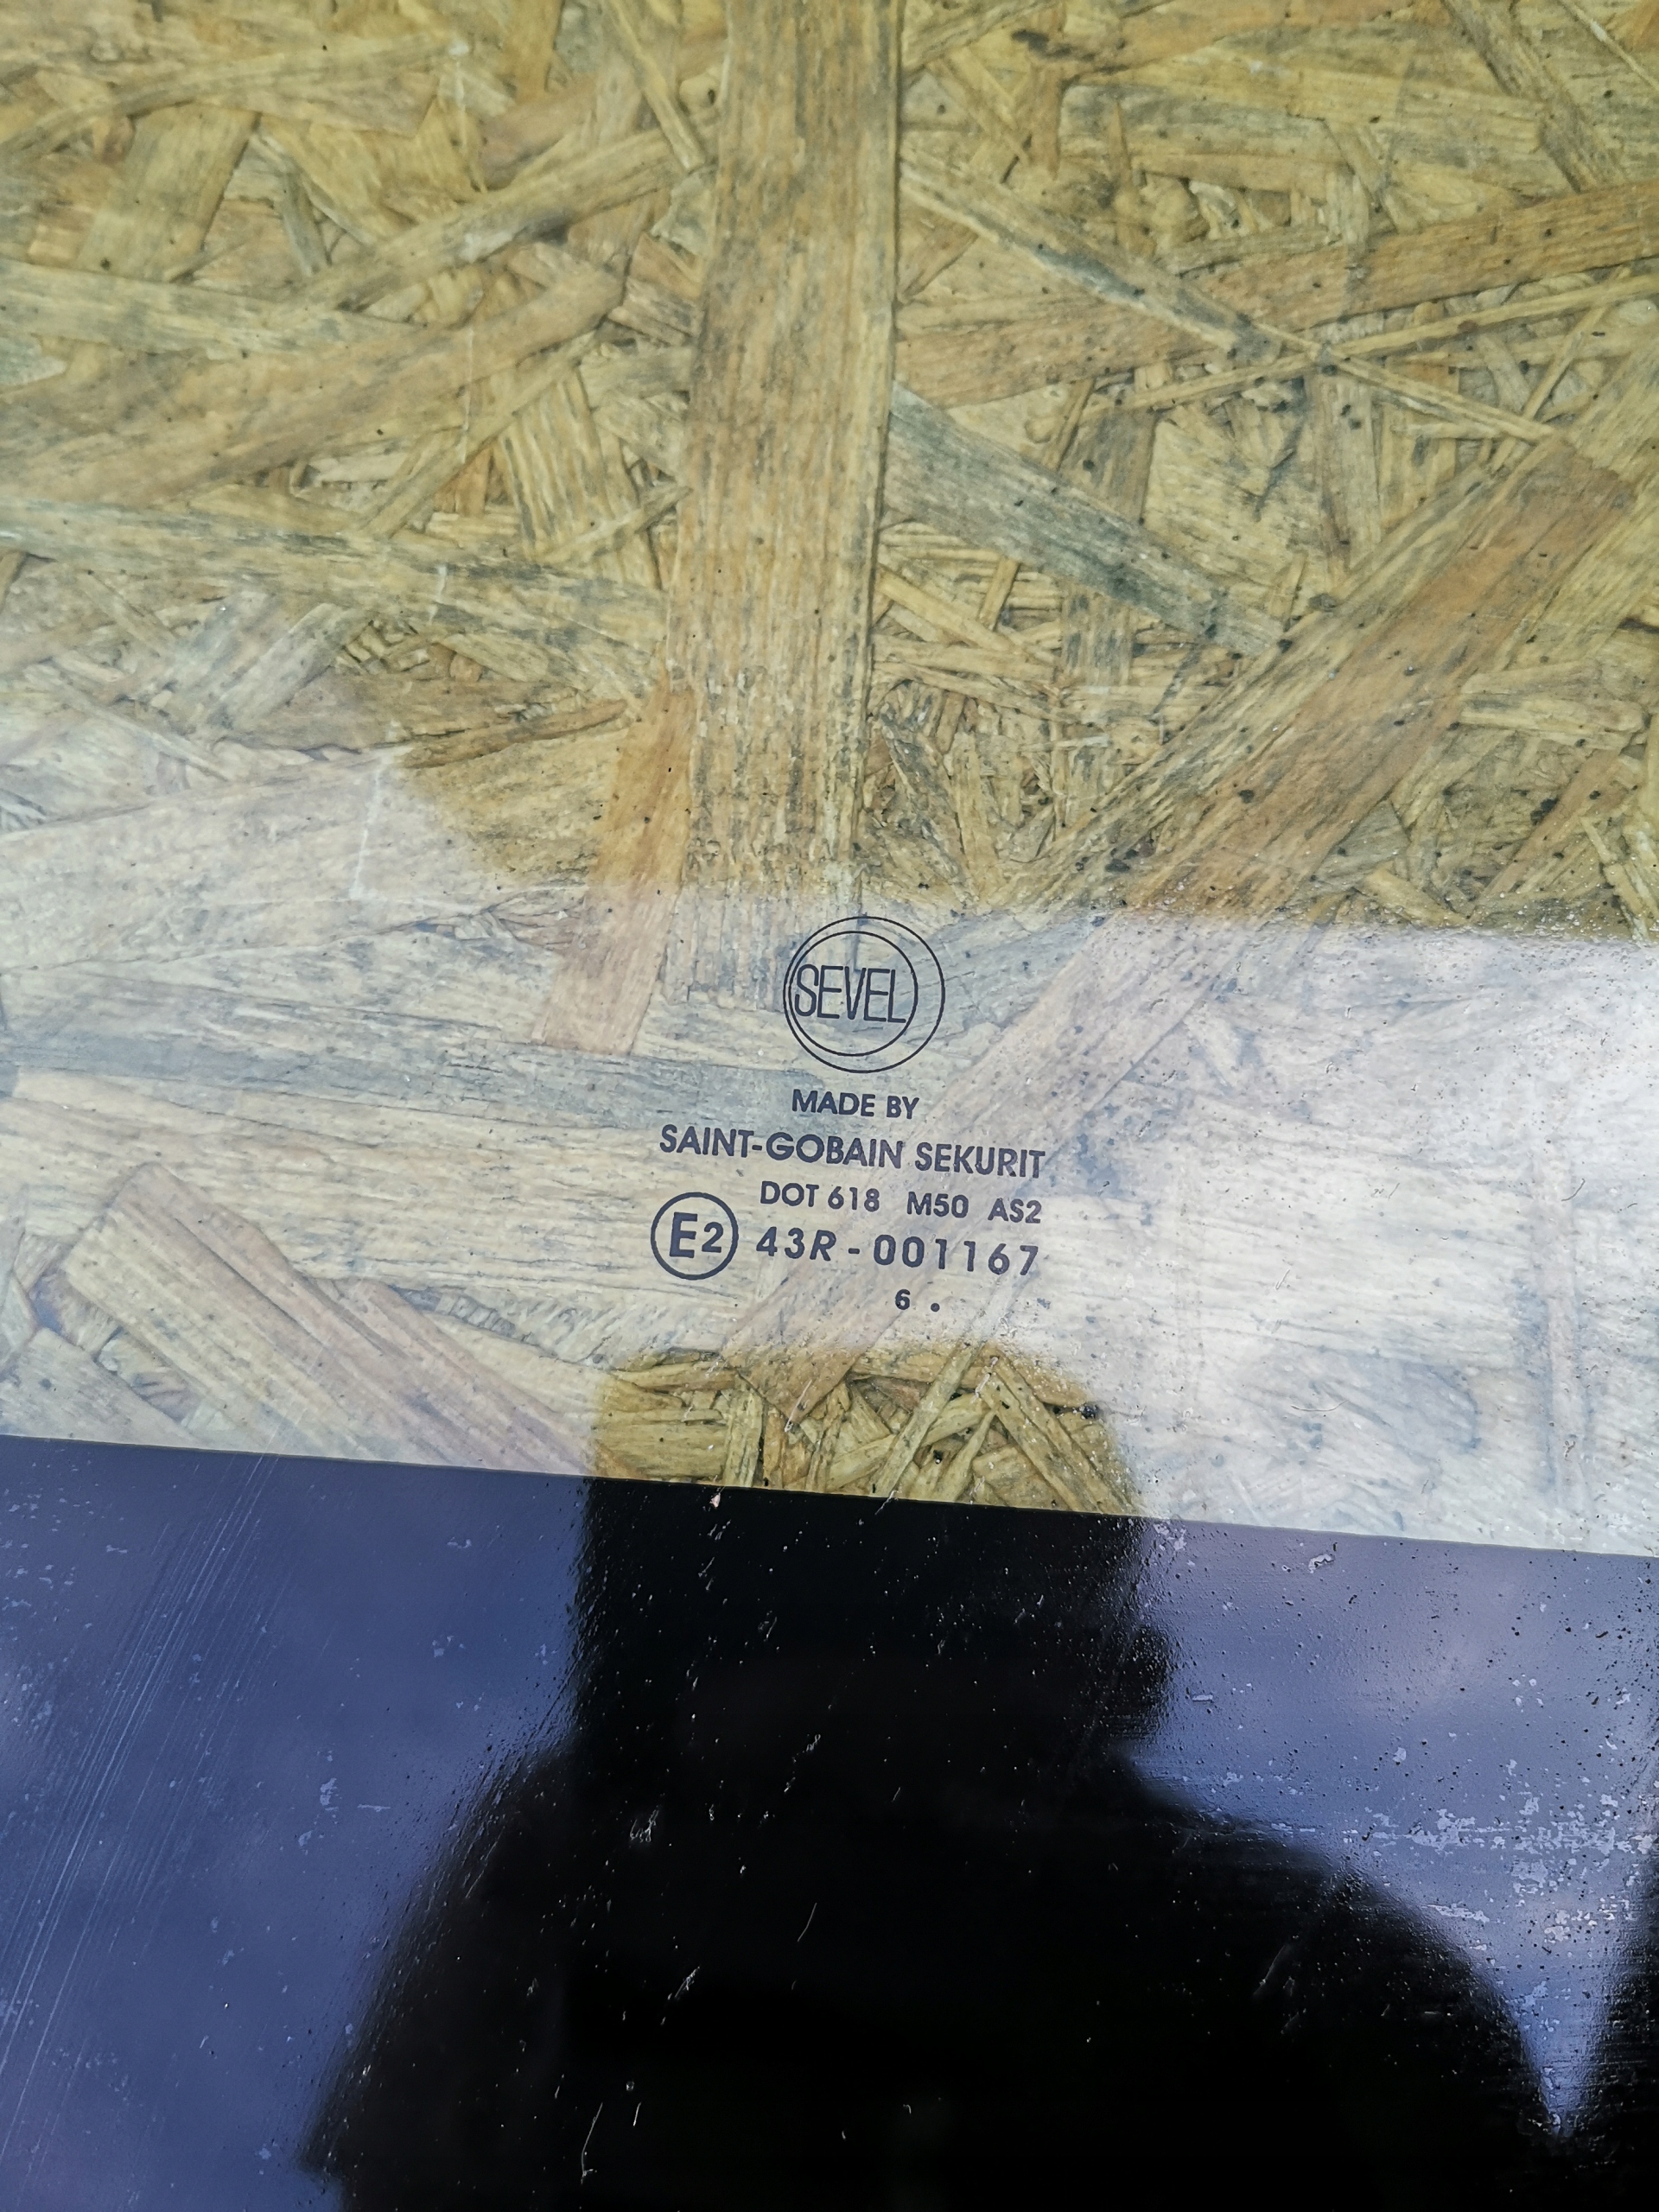 SEVEL
MADE BY
SAINT-GOBAIN SEKURIT
DOT 618 M50 AS2
E2 43R-001167
6 .